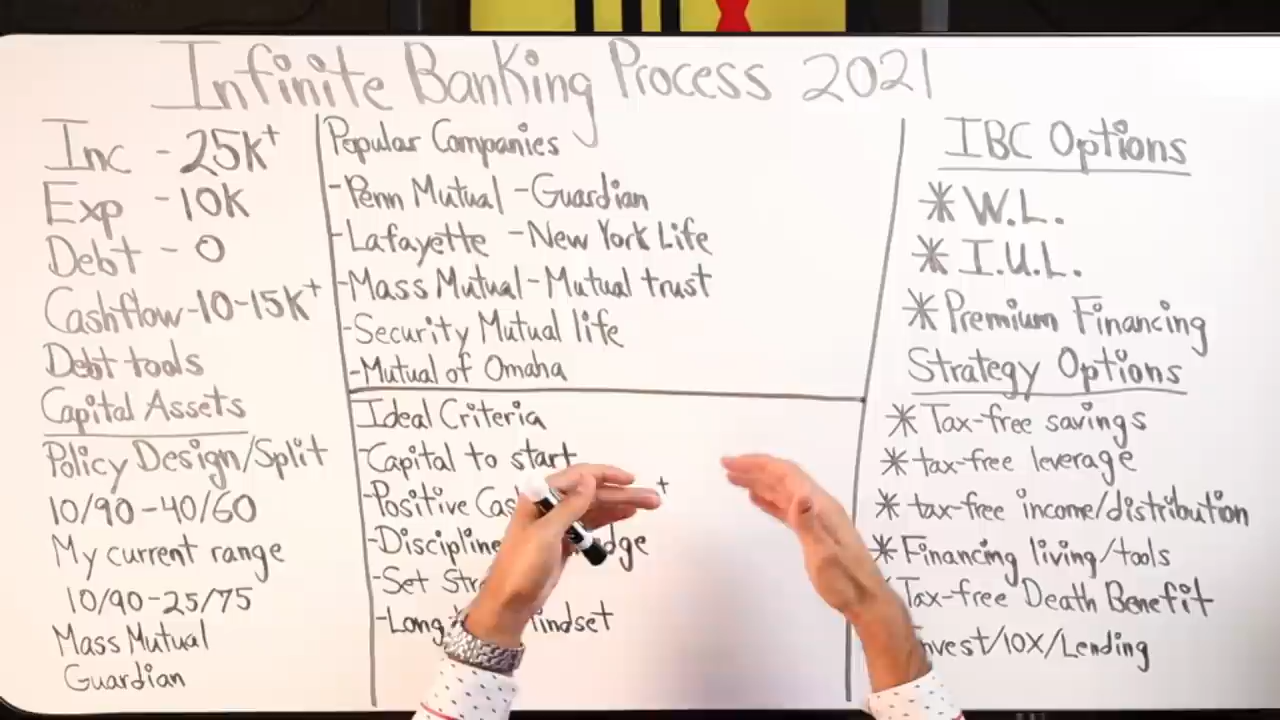 Infinite Banking Process 2021
Inc - 25K+
Exp - 10K
Debt - 0
Cashflow-10-15K+
Debt tools
Capital Assets
Policy Design/Split
10/90-40/60
My current range
10/90-25/75
Mass Mutual
Guardian
Popular Companies
-Penn Mutual -Guardian
-Lafayette -New York Life
-Mass Mutual-Mutual trust
-Security Mutual life
-Mutual of Omaha
Ideal Criteria
-Capital to start
-Positive +
-Discipline
-Set
-Long
IBC Options
* W.L.
* I.U.L.
* Premium Financing
Strategy Options
* Tax-free savings
* tax-free leverage
* tax-free income/distribution
* Financing living/tools
Tax-free Death Benefit
/10X/Lending